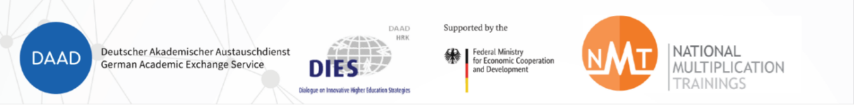 DAAD
Deutscher Akademischer Austauschdienst
German Academic Exchange Service
DAAD
HRK
DIES
Dialogue on Innovative Higher Education Strategies
Supported by the
Federal Ministry
for Economic Cooperation
and Development
NMT
NATIONAL
MULTIPLICATION
TRAININGS